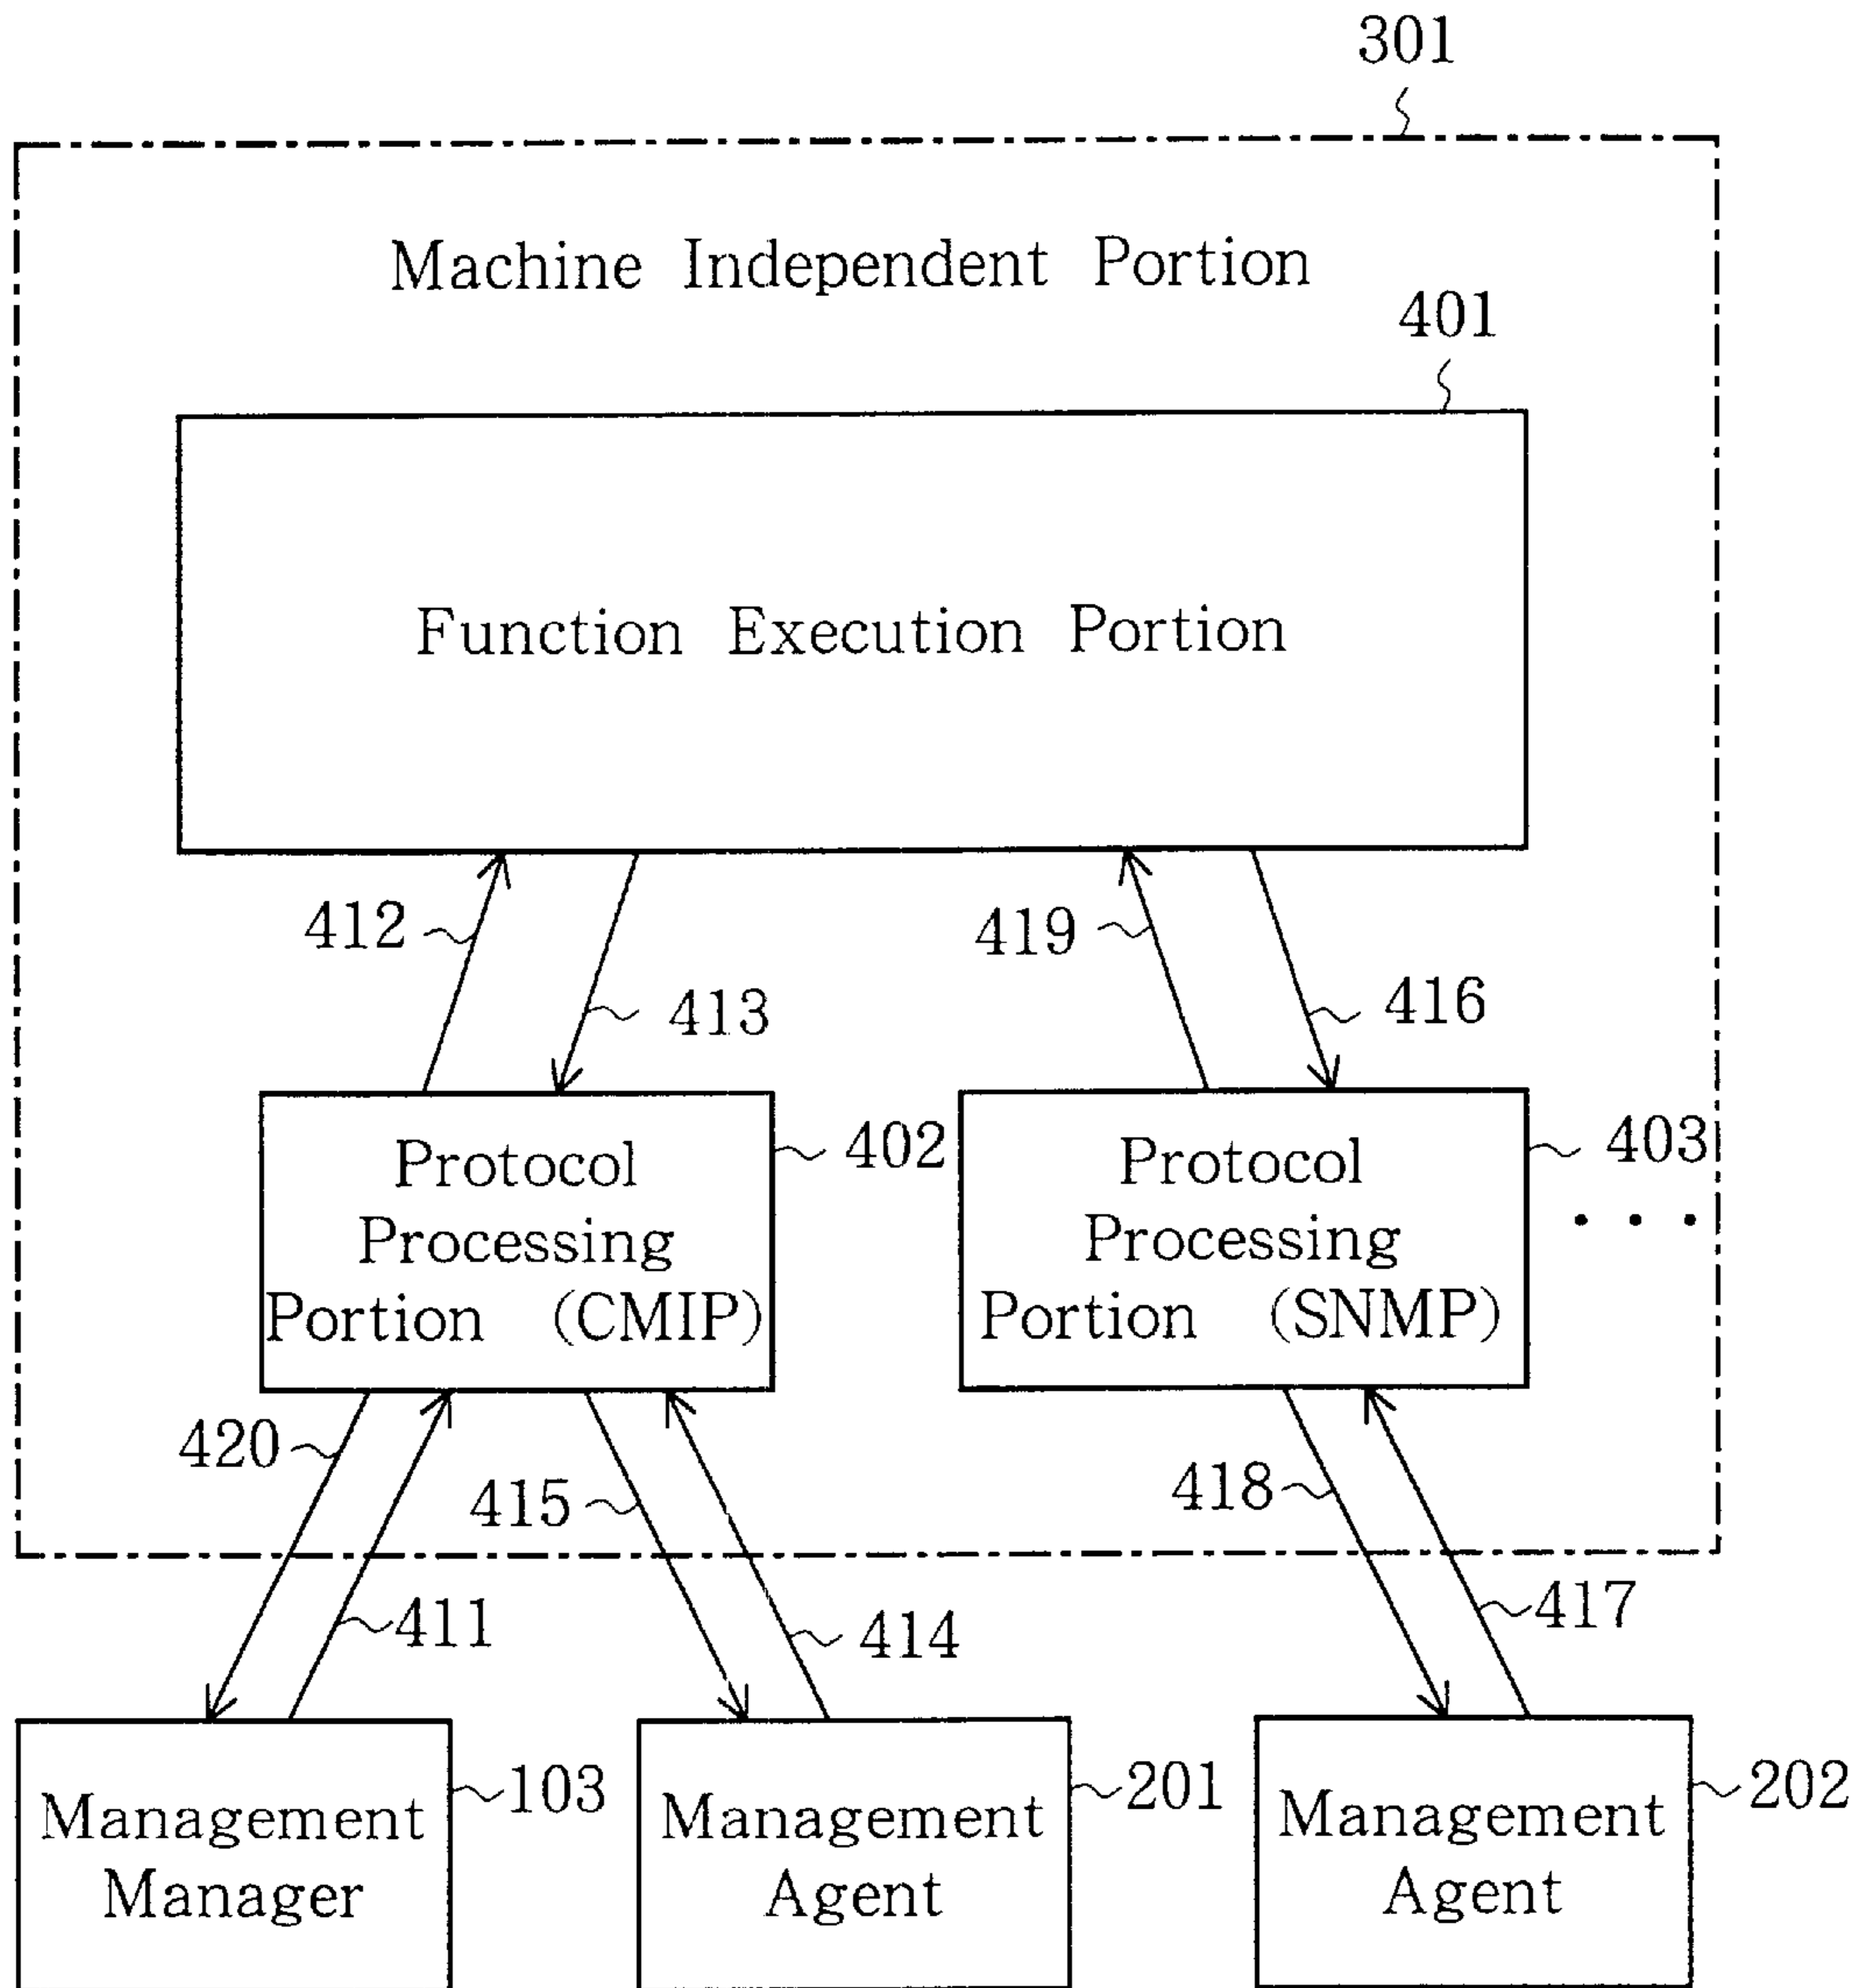 301
Machine Independent Portion
401
Function Execution Portion
412
413
419
416
Protocol
Processing
Portion (CMIP)
402
Protocol
Processing
Portion (SNMP)
403
• • •
420
415
418
411
414
417
Management
Manager
103
Management
Agent
201
Management
Agent
202